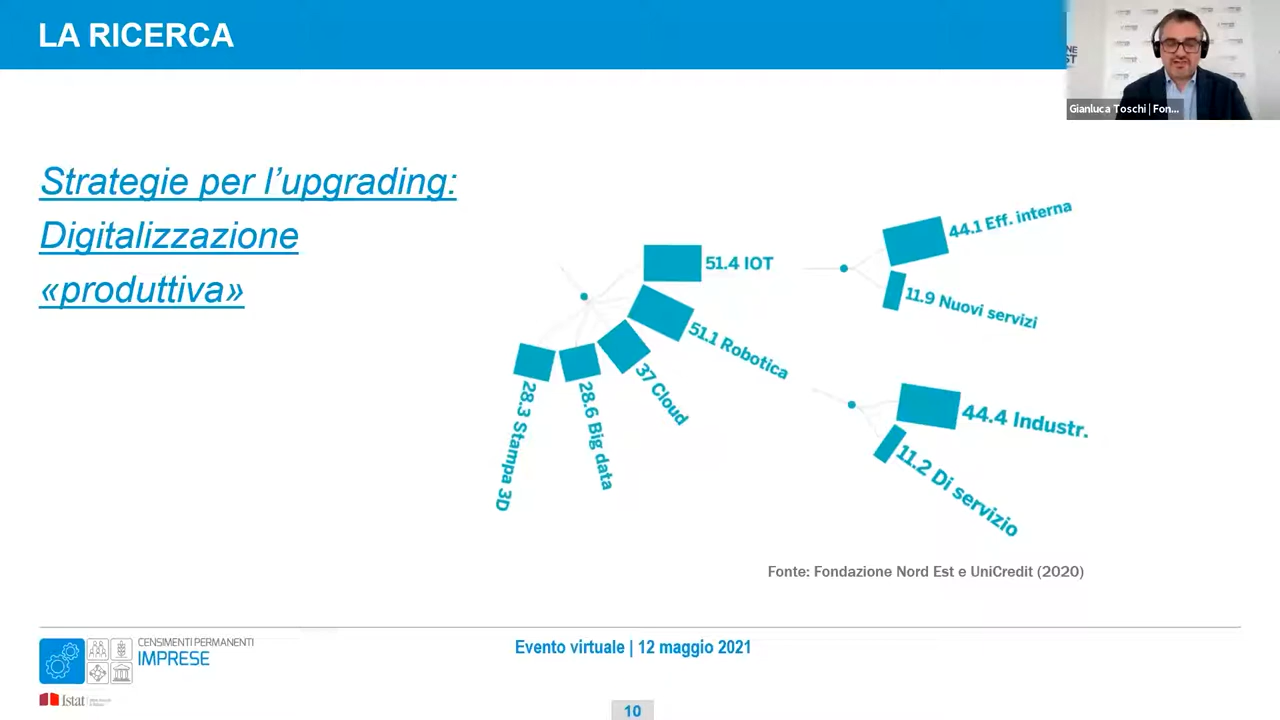 LA RICERCA
NE
ST
Gianluca Toschi | Fon...
Strategie per l’upgrading:
Digitalizzazione
«produttiva»
51.4 IOT
51.1 Robotica
37 Cloud
28.6 Big data
28.3 Stampa 3D
44.1 Eff. interna
11.9 Nuovi servizi
44.4 Industr.
11.2 Di servizio
Fonte: Fondazione Nord Est e UniCredit (2020)
CENSIMENTI PERMANENTI
IMPRESE
Istat
Evento virtuale | 12 maggio 2021
10